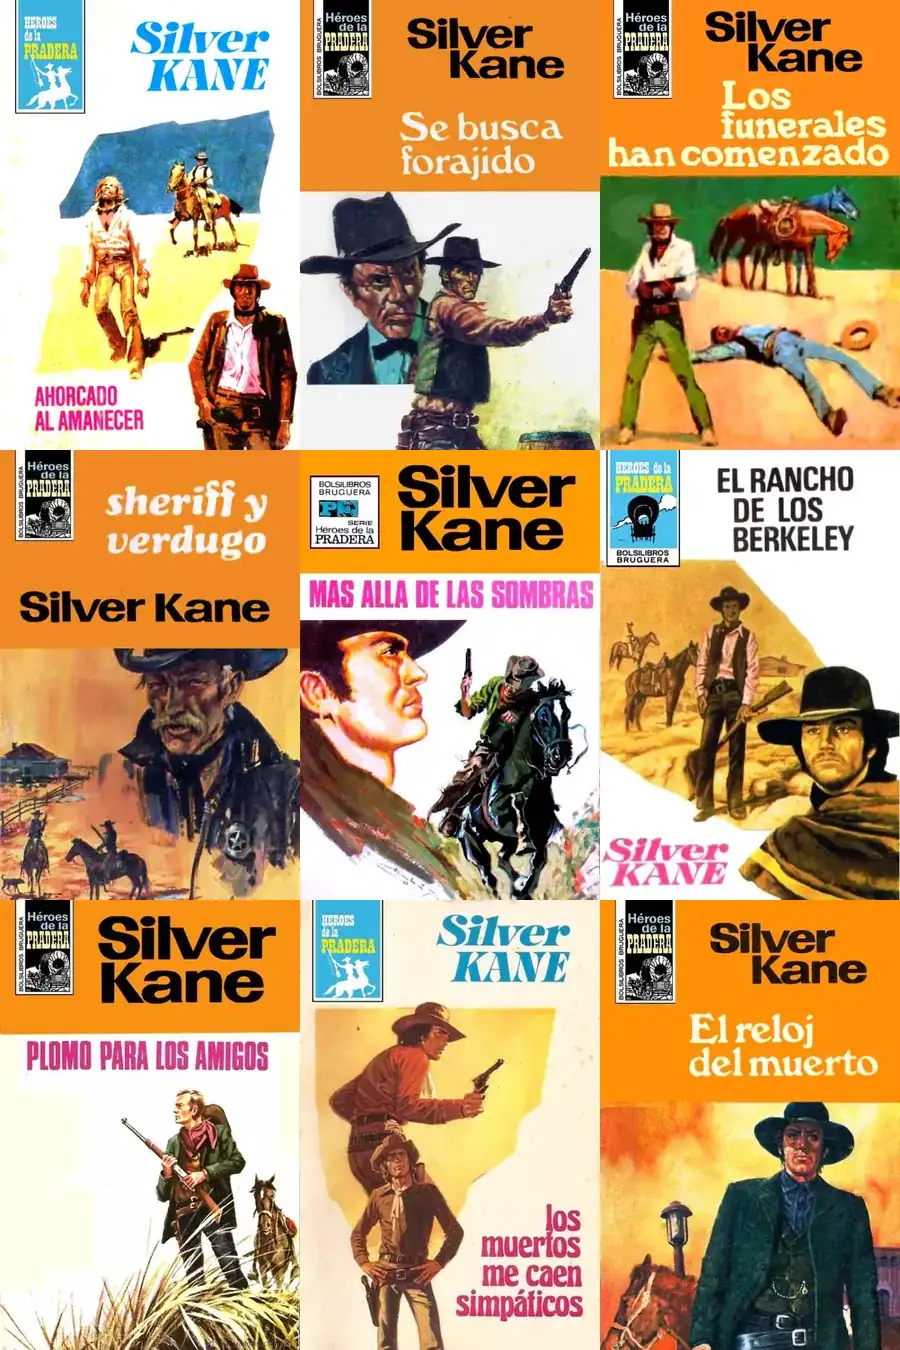 HEROES
de la
PRADERA
Silver
KANE
AHORCADO
AL AMANECER
BOLSILIBROS BRUGUERA
Héroes
de la
PRADERA
Silver
Kane
Se busca
forajido
BOLSILIBROS BRUGUERA
Héroes
de la
PRADERA
Silver
Kane
Los
funerales
han comenzado
BOLSILIBROS BRUGUERA
Héroes
de la
PRADERA
sheriff y
verdugo
Silver Kane
BOLSILIBROS
BRUGUERA
SERIE
Héroes de la
PRADERA
Silver
Kane
MAS ALLA DE LAS SOMBRAS
HEROES de la
PRADERA
BOLSILIBROS
BRUGUERA
EL RANCHO
DE LOS
BERKELEY
Silver
KANE
BOLSILIBROS BRUGUERA
Héroes
de la
PRADERA
Silver
Kane
PLOMO PARA LOS AMIGOS
HEROES
de la
PRADERA
Silver
KANE
los
muertos
me caen
simpáticos
BOLSILIBROS BRUGUERA
Héroes
de la
PRADERA
Silver
Kane
El reloj
del muerto